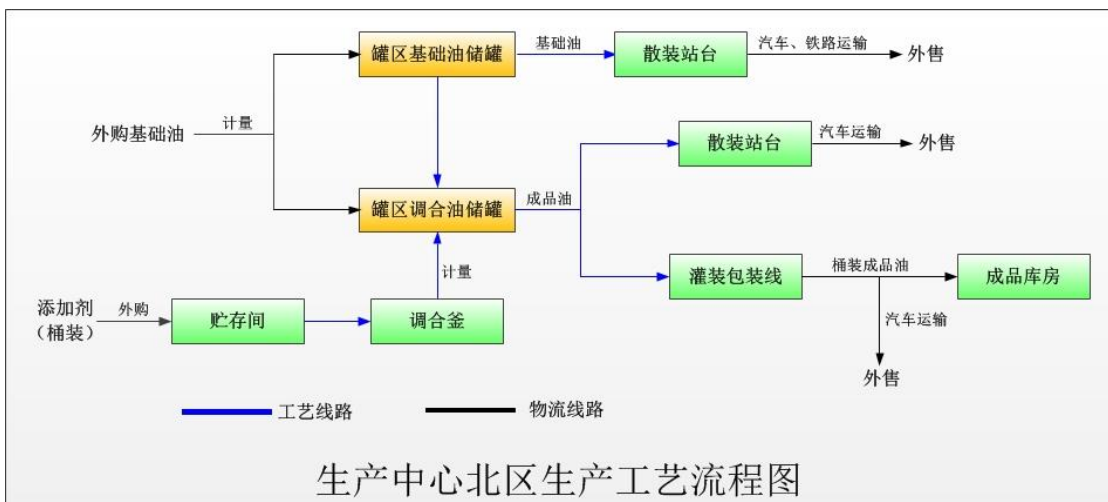 罐区基础油储罐
基础油
散装站台
汽车、铁路运输
外售
外购基础油
计量
散装站台
汽车运输
外售
罐区调合油储罐
成品油
计量
灌装包装线
桶装成品油
成品库房
添加剂
（桶装）
外购
贮存间
调合釜
汽车运输
外售
工艺线路
物流线路
生产中心北区生产工艺流程图